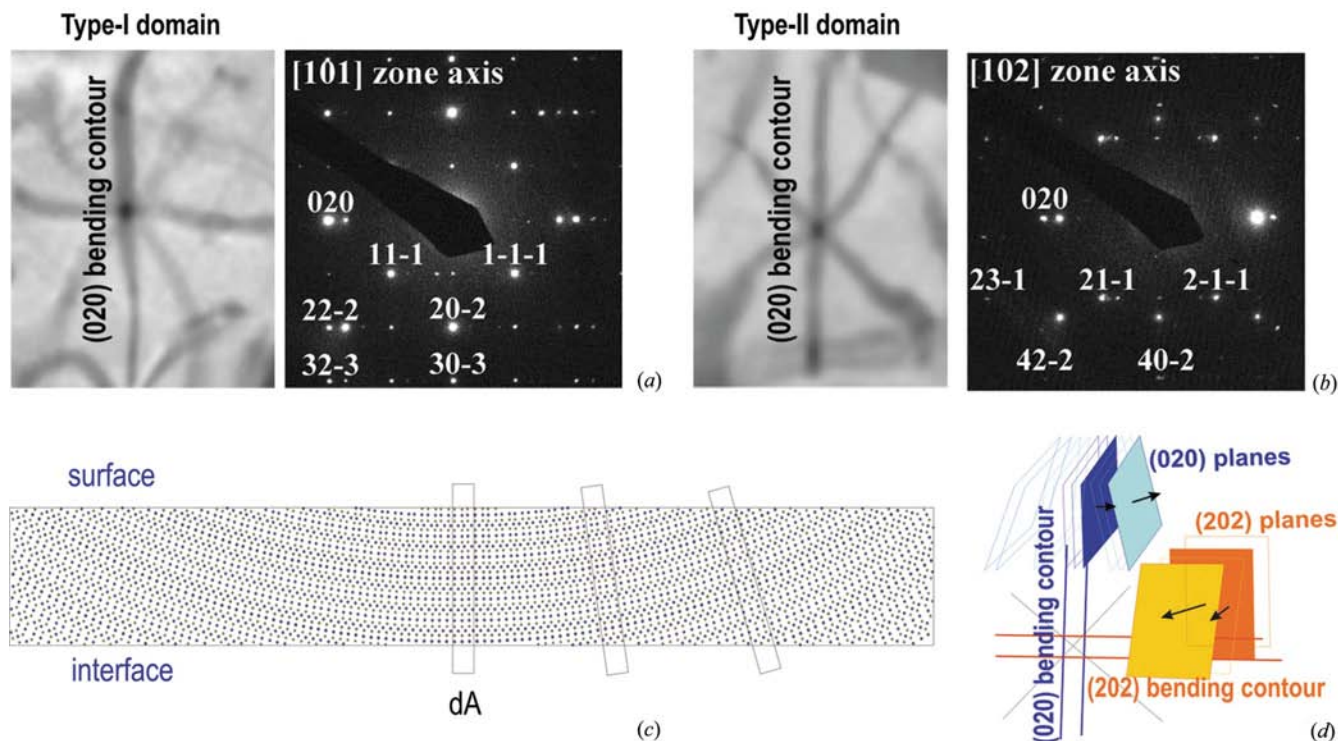 Type-I domain
Type-II domain
(020) bending contour
[101] zone axis
020
11-1
1-1-1
22-2
20-2
32-3
30-3
(a)
(020) bending contour
[102] zone axis
020
23-1
21-1
2-1-1
42-2
40-2
(b)
surface
interface
dA
(c)
(020) planes
(202) planes
(020) bending contour
(202) bending contour
(d)